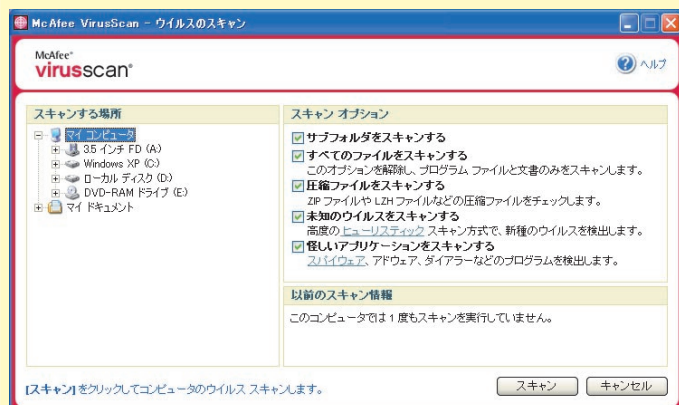 McAfee VirusScan - ウイルスのスキャン
McAfee®
virusscan®
ヘルプ
スキャンする場所
マイ コンピュータ
3.5 インチ FD (A:)
Windows XP (C:)
ローカル ディスク (D:)
DVD-RAM ドライブ (E:)
マイ ドキュメント
スキャン オプション
サブフォルダをスキャンする
すべてのファイルをスキャンする
このオプションを解除し、プログラム ファイルと文書のみをスキャンします。
圧縮ファイルをスキャンする
ZIP ファイルや LZH ファイルなどの圧縮ファイルをチェックします。
未知のウイルスをスキャンする
高度の ヒューリスティック スキャン方式で、新種のウイルスを検出します。
怪しいアプリケーションをスキャンする
スパイウェア、アドウェア、ダイアラーなどのプログラムを検出します。
以前のスキャン情報
このコンピュータでは 1 度もスキャンを実行していません。
[スキャン] をクリックしてコンピュータのウイルス スキャンします。
スキャン
キャンセル